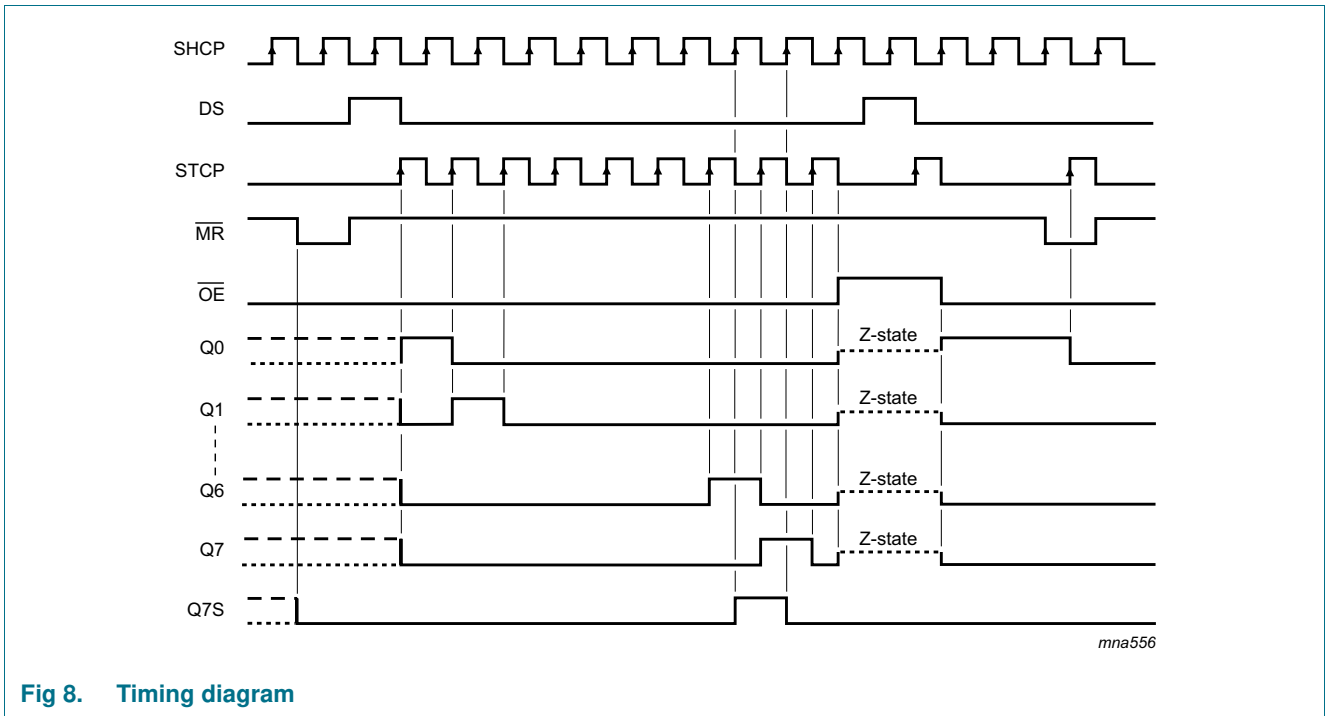 SHCP
DS
STCP
MR
OE
Q0
Z-state
Q1
Z-state
Q6
Z-state
Q7
Z-state
Q7S
mna556
Fig 8. Timing diagram